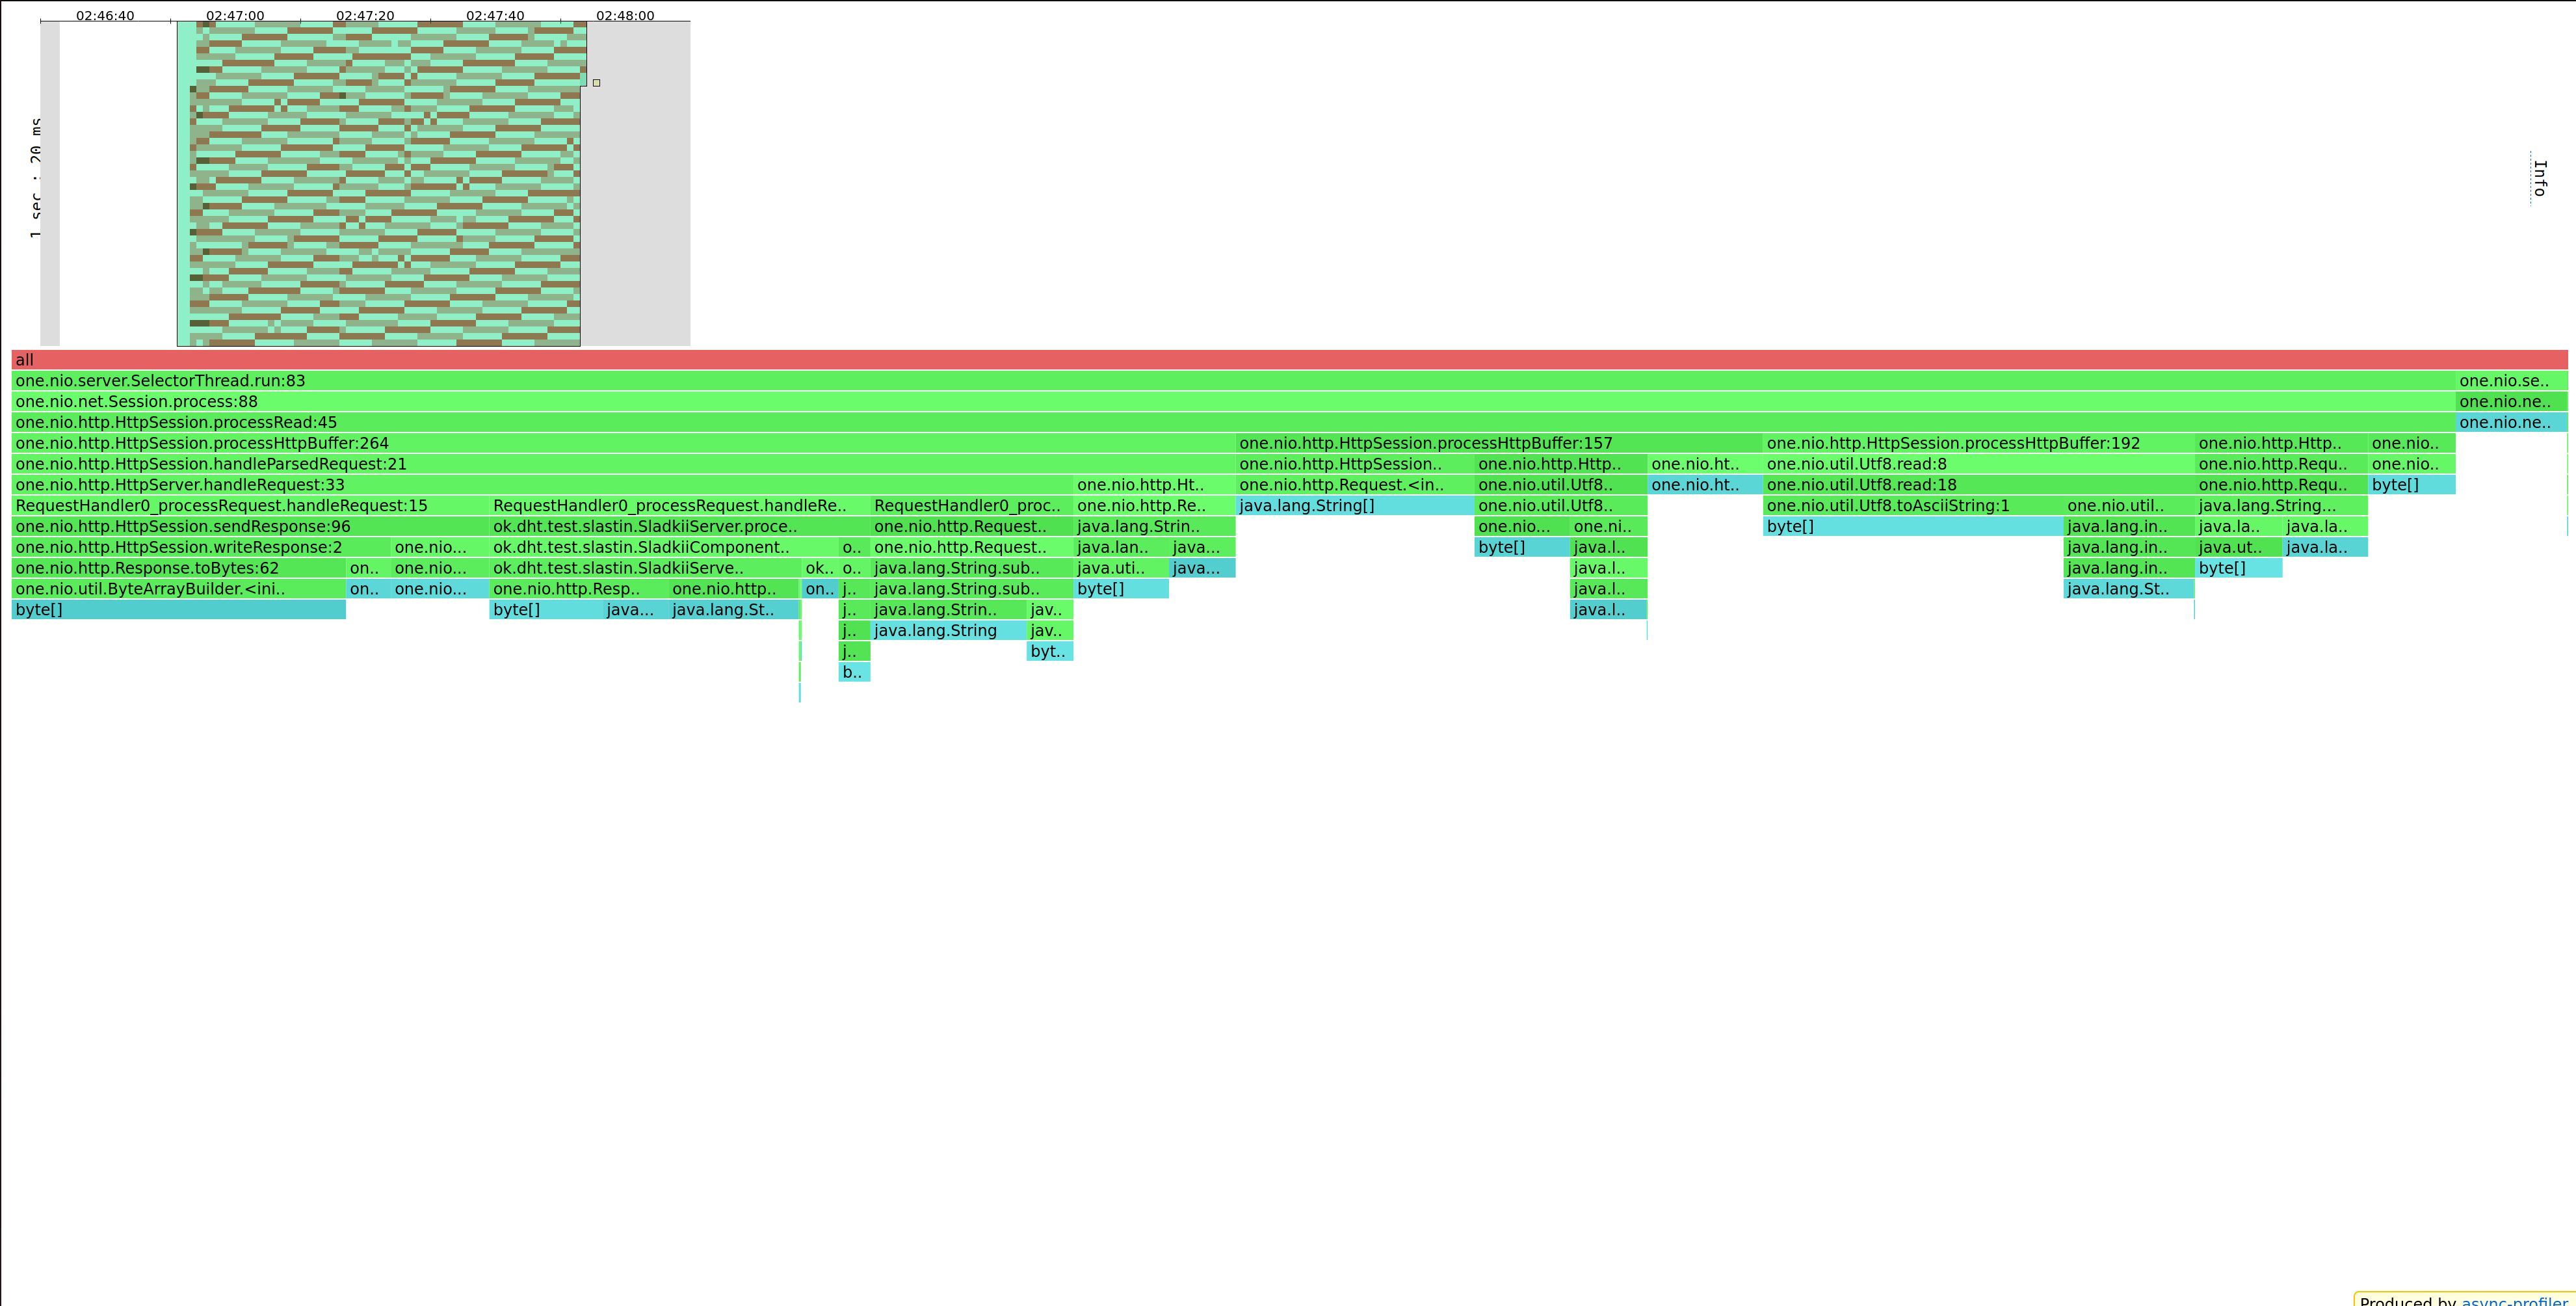 02:46:40 02:47:00 02:47:20 02:47:40 02:48:00
1 sec : 20 ms
Info
all
one.nio.server.SelectorThread.run:83 one.nio.se..
one.nio.net.Session.process:88 one.nio.ne..
one.nio.http.HttpSession.processRead:45 one.nio.ne..
one.nio.http.HttpSession.processHttpBuffer:264 one.nio.http.HttpSession.processHttpBuffer:157 one.nio.http.HttpSession.processHttpBuffer:192 one.nio.http.Http.. one.nio..
one.nio.http.HttpSession.handleParsedRequest:21 one.nio.http.HttpSession.. one.nio.http.Http.. one.nio.ht.. one.nio.util.Utf8.read:8 one.nio.http.Requ.. one.nio..
one.nio.http.HttpServer.handleRequest:33 one.nio.http.Ht.. one.nio.http.Request.<in.. one.nio.util.Utf8.. one.nio.ht.. one.nio.util.Utf8.read:18 one.nio.http.Requ.. byte[]
RequestHandler0_processRequest.handleRequest:15 RequestHandler0_processRequest.handleRe.. RequestHandler0_proc.. one.nio.http.Re.. java.lang.String[] one.nio.util.Utf8.. one.nio.util.Utf8.toAsciiString:1 one.nio.util.. java.lang.String...
one.nio.http.HttpSession.sendResponse:96 ok.dht.test.slastin.SladkiiServer.proce.. one.nio.http.Request.. java.lang.Strin.. one.nio... one.ni.. byte[] java.lang.in.. java.la.. java.la..
one.nio.http.HttpSession.writeResponse:2 one.nio... ok.dht.test.slastin.SladkiiComponent.. o.. one.nio.http.Request.. java.lan.. java... byte[] java.l.. java.lang.in.. java.ut.. java.la..
one.nio.http.Response.toBytes:62 on.. one.nio... ok.dht.test.slastin.SladkiiServe.. ok.. o.. java.lang.String.sub.. java.uti.. java... java.l.. java.lang.in.. byte[]
one.nio.util.ByteArrayBuilder.<ini.. on.. one.nio... one.nio.http.Resp.. one.nio.http.. on.. j.. java.lang.String.sub.. byte[] java.l.. java.lang.St..
byte[] byte[] java... java.lang.St.. j.. java.lang.Strin.. jav.. java.l..
j.. java.lang.String jav..
j.. byt..
b..
Produced by async-profiler